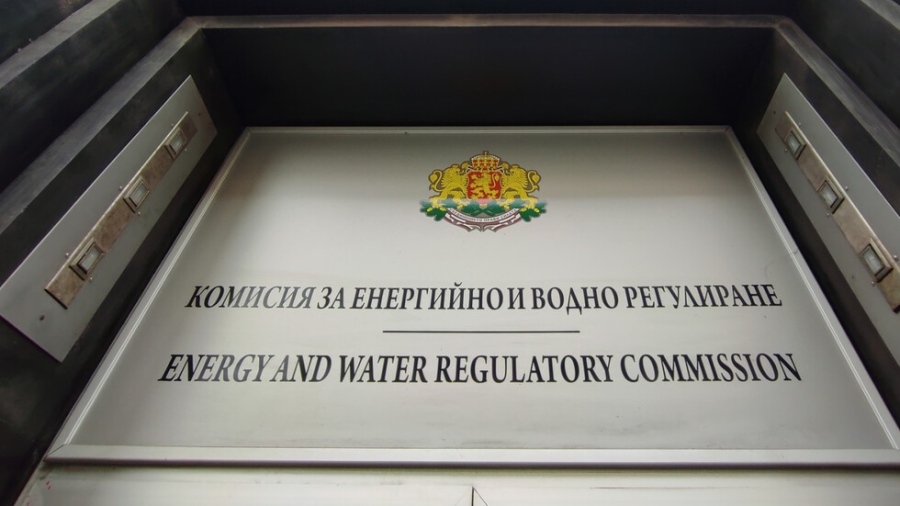 КОМИСИЯ ЗА ЕНЕРГИЙНО И ВОДНО РЕГУЛИРАНЕ
ENERGY AND WATER REGULATORY COMMISSION